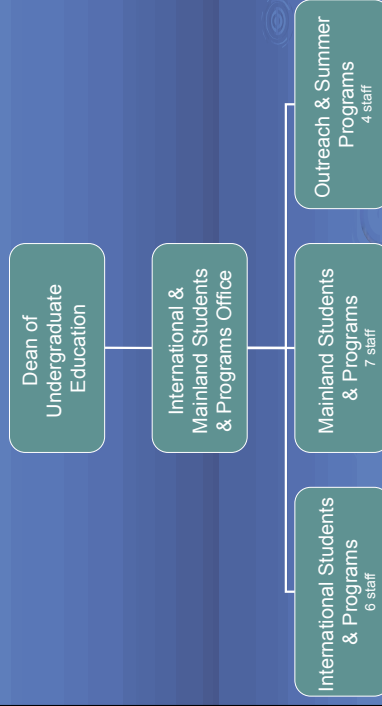 Dean of
Undergraduate
Education
International &
Mainland Students
& Programs Office
International Students
& Programs
6 staff
Mainland Students
& Programs
7 staff
Outreach & Summer
Programs
4 staff